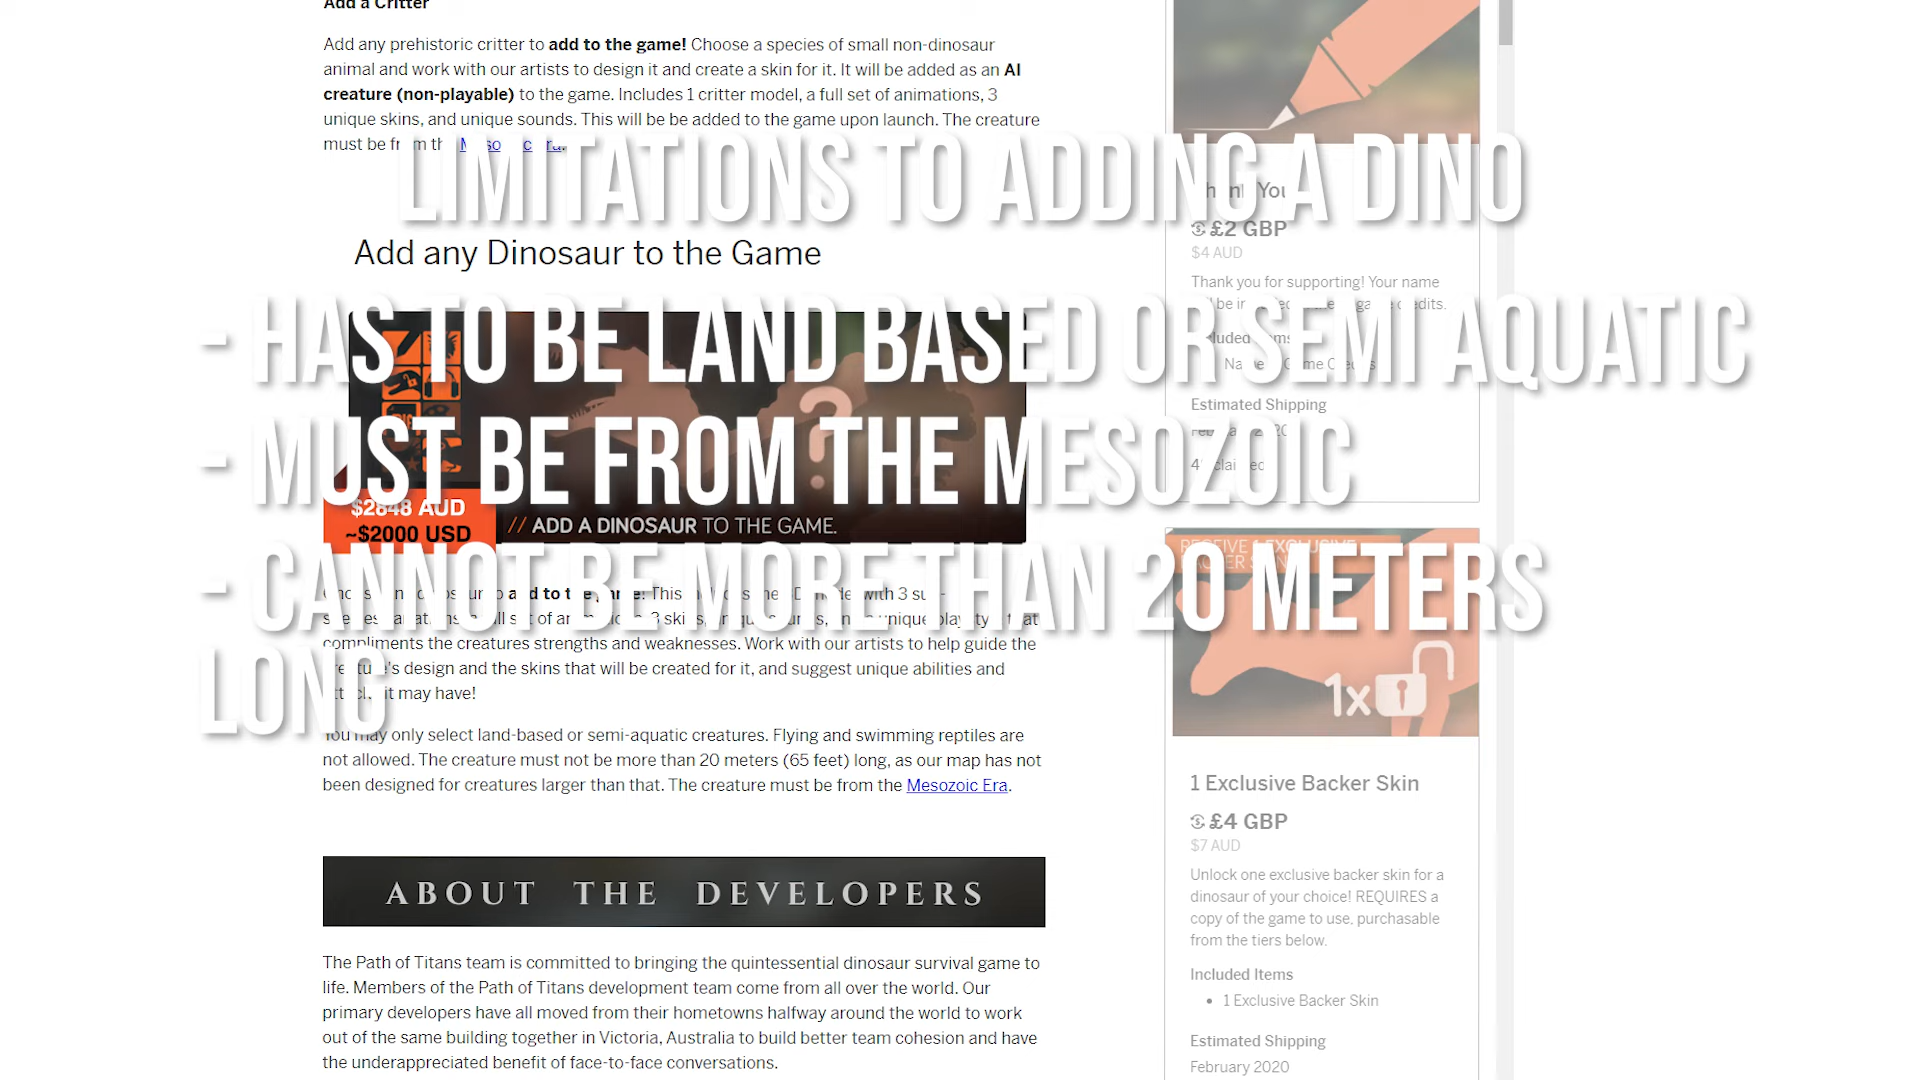 Add a Critter
Add any prehistoric critter to add to the game! Choose a species of small non-dinosaur
animal and work with our artists to design it and create a skin for it. It will be added as an AI
creature (non-playable) to the game. Includes 1 critter model, a full set of animations, 3
unique skins, and unique sounds. This will be be added to the game upon launch. The creature
must be from the Mesozoic Era.
LIMITATIONS TO ADDING A DINO
Add any Dinosaur to the Game
- HAS TO BE LAND BASED OR SEMI AQUATIC
- MUST BE FROM THE MESOZOIC
- CANNOT BE MORE THAN 20 METERS
LONG
$2848 AUD
~$2000 USD
// ADD A DINOSAUR TO THE GAME.
add to the game! This with 3
compliments the creatures strengths and weaknesses. Work with our artists to help guide the
creature's design and the skins that will be created for it, and suggest unique abilities and
it may have!
You may only select land-based or semi-aquatic creatures. Flying and swimming reptiles are
not allowed. The creature must not be more than 20 meters (65 feet) long, as our map has not
been designed for creatures larger than that. The creature must be from the Mesozoic Era.
ABOUT THE DEVELOPERS
The Path of Titans team is committed to bringing the quintessential dinosaur survival game to
life. Members of the Path of Titans development team come from all over the world. Our
primary developers have all moved from their hometowns halfway around the world to work
out of the same building together in Victoria, Australia to build better team cohesion and have
the underappreciated benefit of face-to-face conversations.
Thank You
£2 GBP
$4 AUD
Thank you for supporting! Your name
will be included in the game credits.
Included Items
Name in Game Credits
Estimated Shipping
February 2020
claimed
RECEIVE 1 EXCLUSIVE
BACKER SKIN
1x
1 Exclusive Backer Skin
£4 GBP
$7 AUD
Unlock one exclusive backer skin for a
dinosaur of your choice! REQUIRES a
copy of the game to use, purchasable
from the tiers below.
Included Items
• 1 Exclusive Backer Skin
Estimated Shipping
February 2020